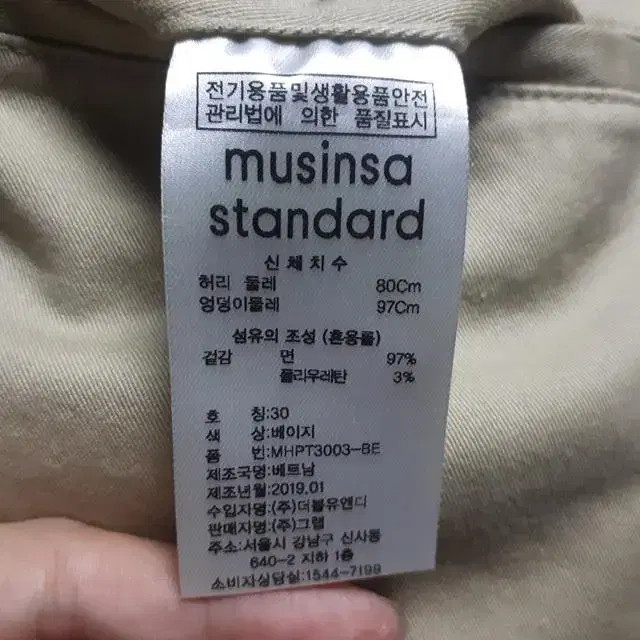 전기용품및생활용품안전
관리법에 의한 품질표시
musinsa
standard
신체치수
허리 둘레 80Cm
엉덩이둘레 97Cm
섬유의 조성 (혼용률)
겉감 면 97%
폴리우레탄 3%
호 칭:30
색 상:베이지
품 번:MHPT3003-BE
제조국명:베트남
제조년월:2019.01
수입자명:(주)더블유엔디
판매자명:(주)그랩
주소:서울시 강남구 신사동
640-2 지하 1층
소비자상담실:1544-7199